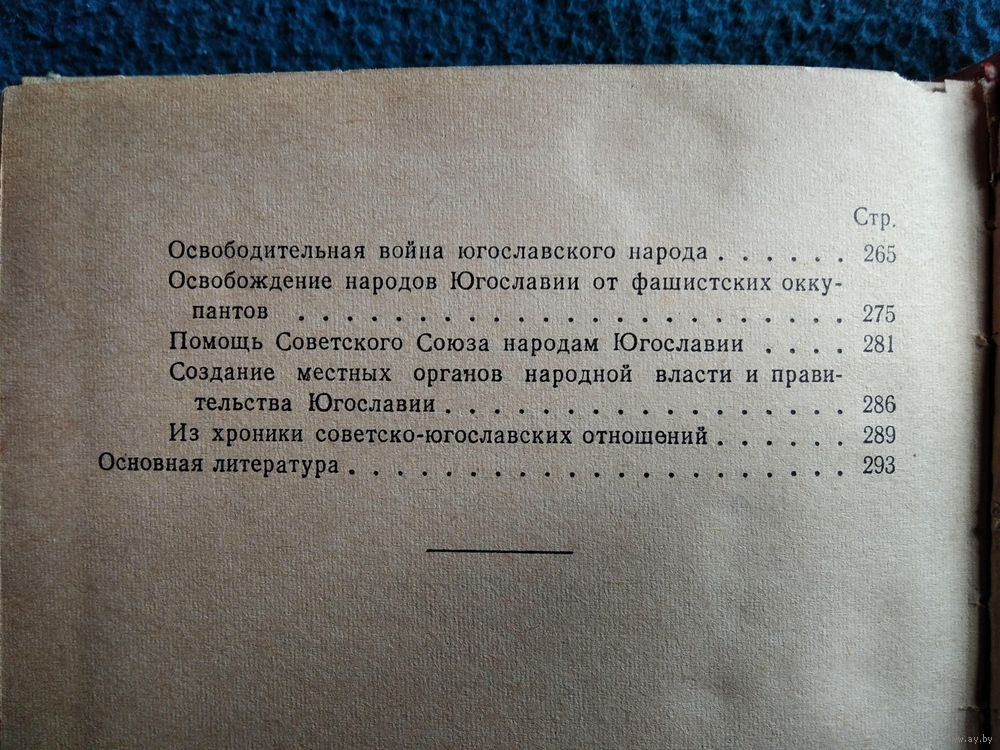 Стр.
Освободительная война югославского народа . . . . . . 265
Освобождение народов Югославии от фашистских окку-
пантов . . . . . . . . . . . . . . . . . . . . . . . 275
Помощь Советского Союза народам Югославии . . . . 281
Создание местных органов народной власти и прави-
тельства Югославии . . . . . . . . . . . . . . . . . 286
Из хроники советско-югославских отношений . . . . . . 289
Основная литература . . . . . . . . . . . . . . . . . . . . . 293